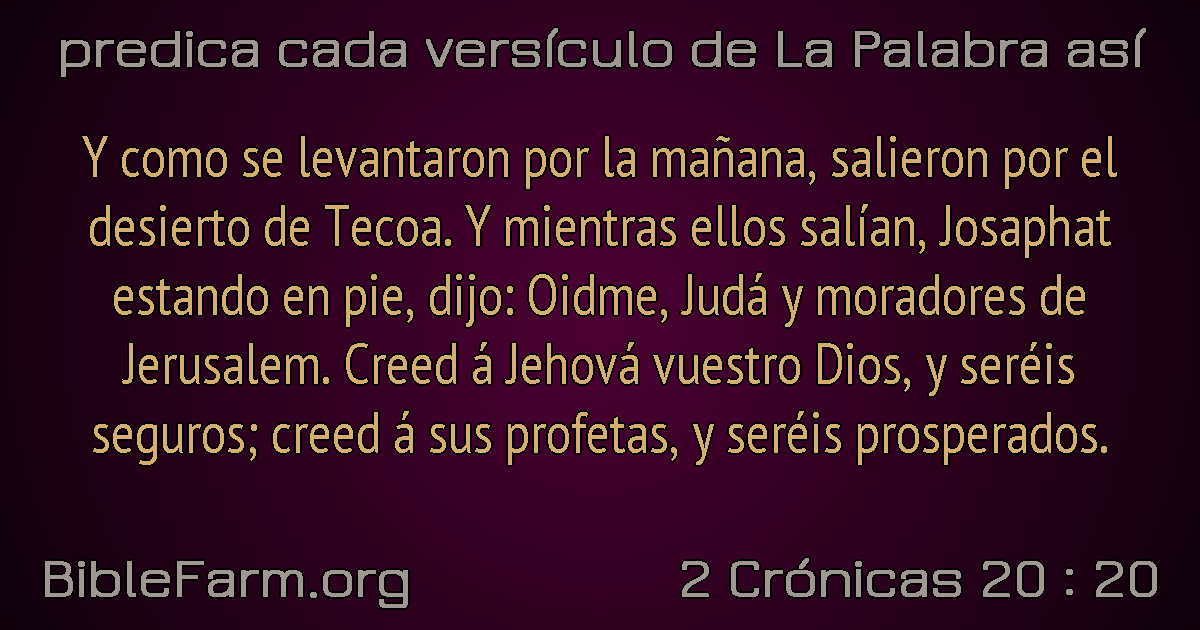 predica cada versículo de La Palabra así
Y como se levantaron por la mañana, salieron por el
desierto de Tecoa. Y mientras ellos salían, Josaphat
estando en pie, dijo: Oidme, Judá y moradores de
Jerusalem. Creed á Jehová vuestro Dios, y seréis
seguros; creed á sus profetas, y seréis prosperados.
BibleFarm.org
2 Crónicas 20 : 20